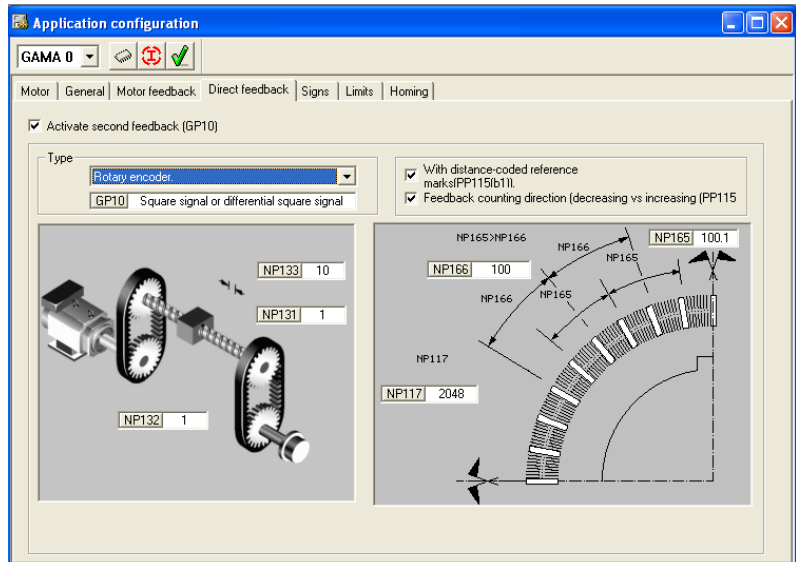 Application configuration
GAMA 0
Motor General Motor feedback Direct feedback Signs Limits Homing
Activate second feedback (GP10)
Type
Rotary encoder.
GP10 Square signal or differential square signal
With distance-coded reference
marks(PP115(b1)).
Feedback counting direction (decreasing vs increasing (PP115
NP133 10
NP131 1
NP132 1
NP165>NP166
NP165 100.1
NP166
NP166 100
NP165
NP166
NP165
NP117
NP117 2048